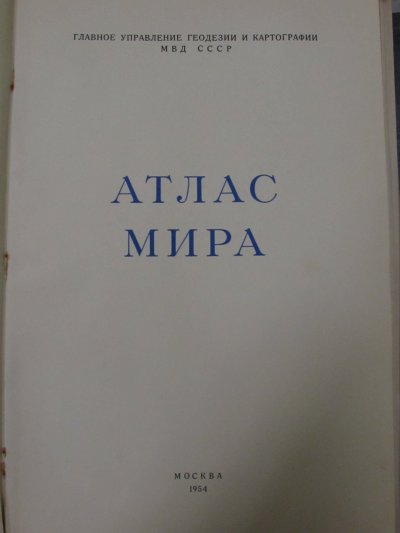 ГЛАВНОЕ УПРАВЛЕНИЕ ГЕОДЕЗИИ И КАРТОГРАФИИ
МВД СССР
АТЛАС
МИРА
МОСКВА
1954